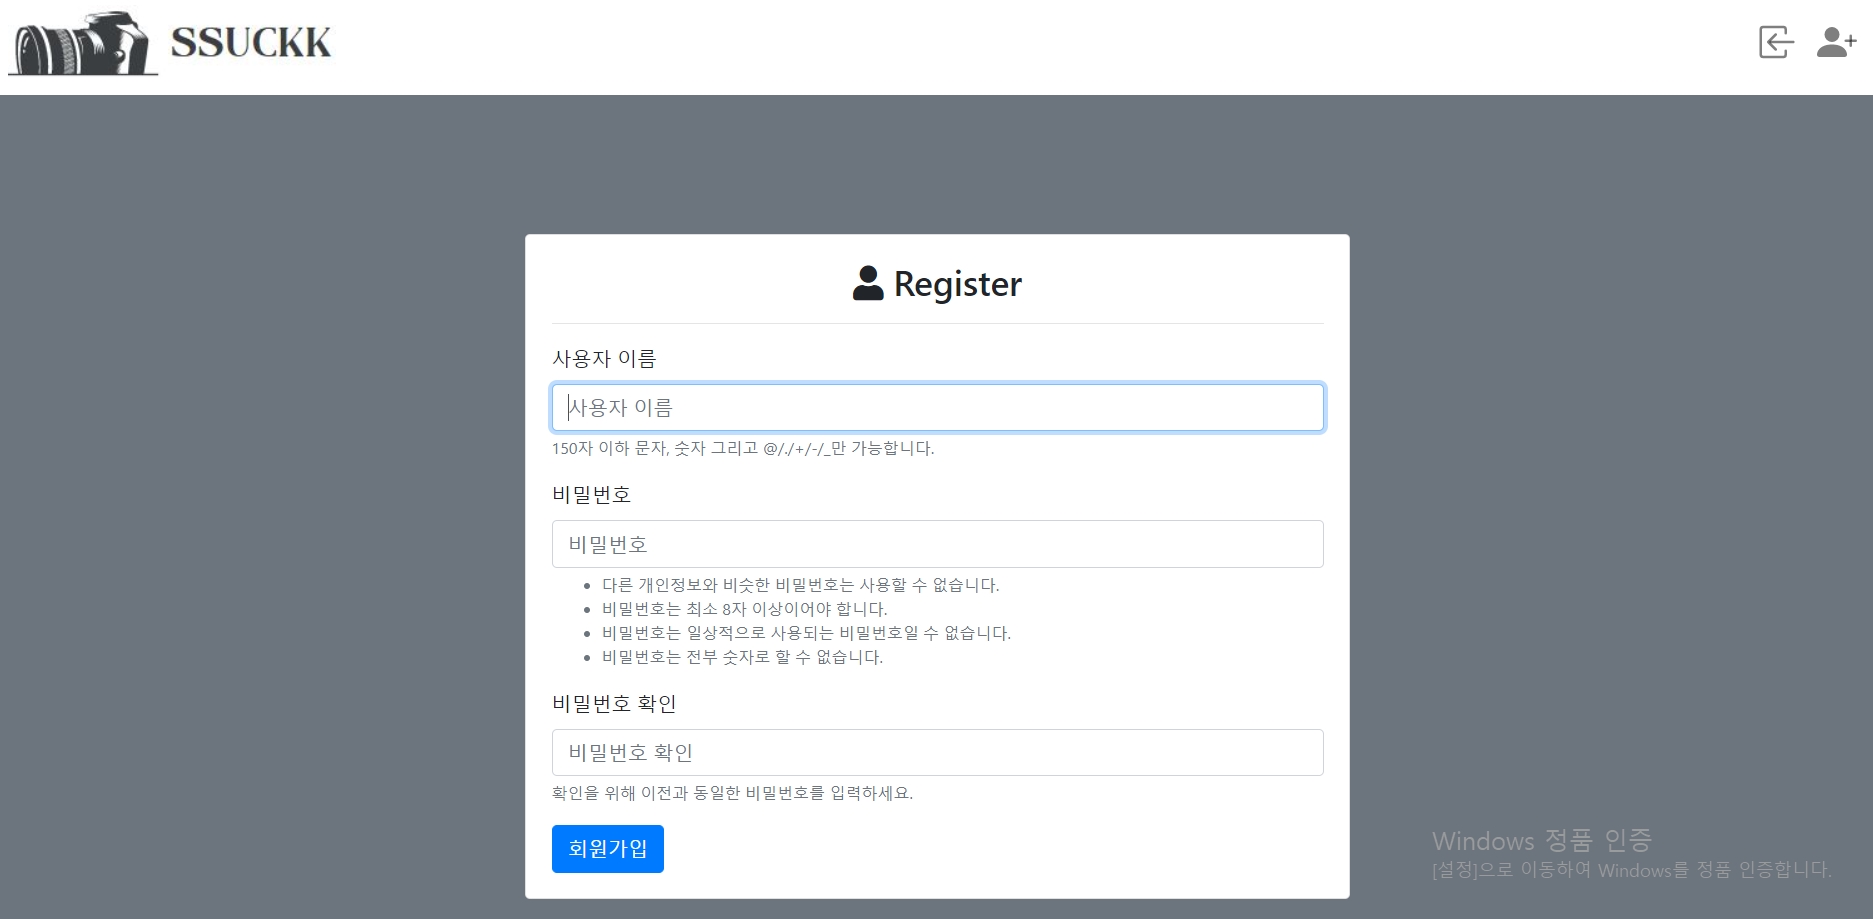 SSUCKK
Register
사용자 이름
사용자 이름
150자 이하 문자, 숫자 그리고 @/./+/-/_만 가능합니다.
비밀번호
비밀번호
다른 개인정보와 비슷한 비밀번호는 사용할 수 없습니다.
비밀번호는 최소 8자 이상이어야 합니다.
비밀번호는 일상적으로 사용되는 비밀번호일 수 없습니다.
비밀번호는 전부 숫자로 할 수 없습니다.
비밀번호 확인
비밀번호 확인
확인을 위해 이전과 동일한 비밀번호를 입력하세요.
회원가입
Windows 정품 인증
[설정]으로 이동하여 Windows를 정품 인증합니다.